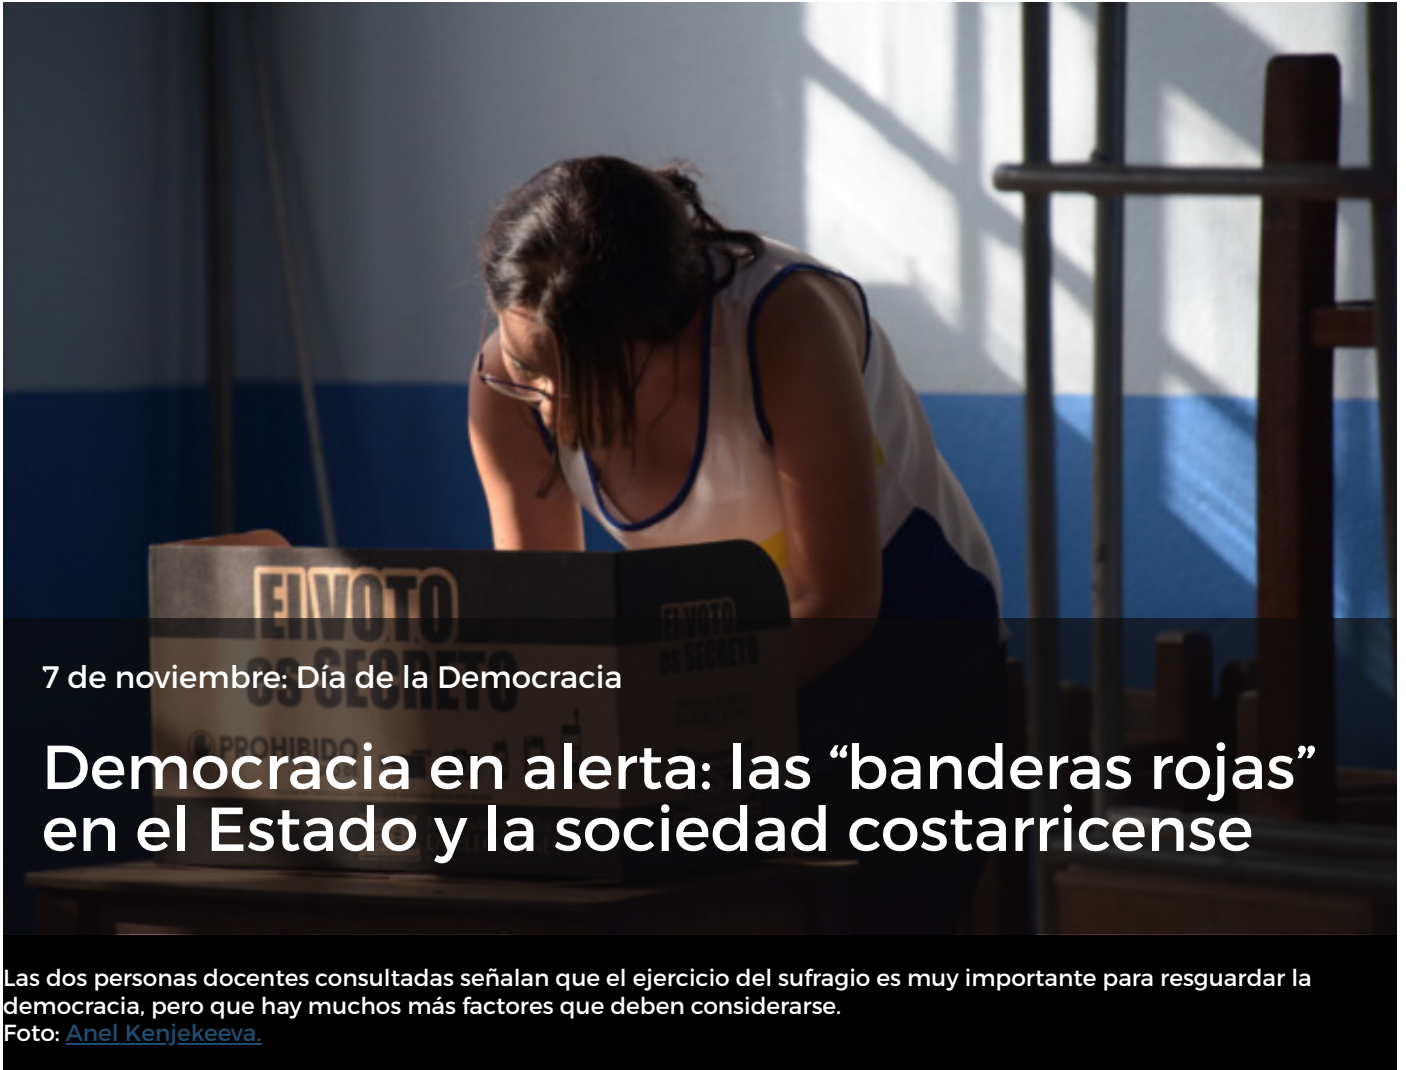 El VOTO
es SECRETO
El VOTO
es SECRETO
PROHIBIDO
7 de noviembre: Día de la Democracia
Democracia en alerta: las “banderas rojas”
en el Estado y la sociedad costarricense
Las dos personas docentes consultadas señalan que el ejercicio del sufragio es muy importante para resguardar la
democracia, pero que hay muchos más factores que deben considerarse.
Foto: Anel Kenjekeeva.